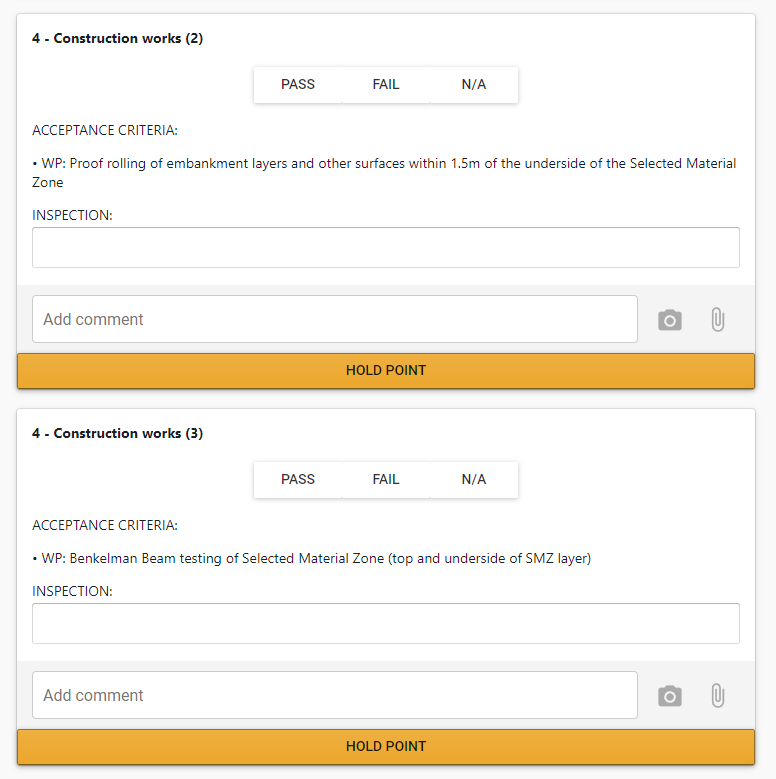 4 - Construction works (2)
PASS FAIL N/A
ACCEPTANCE CRITERIA:
• WP: Proof rolling of embankment layers and other surfaces within 1.5m of the underside of the Selected Material
Zone
INSPECTION:
Add comment
HOLD POINT
4 - Construction works (3)
PASS FAIL N/A
ACCEPTANCE CRITERIA:
• WP: Benkelman Beam testing of Selected Material Zone (top and underside of SMZ layer)
INSPECTION:
Add comment
HOLD POINT